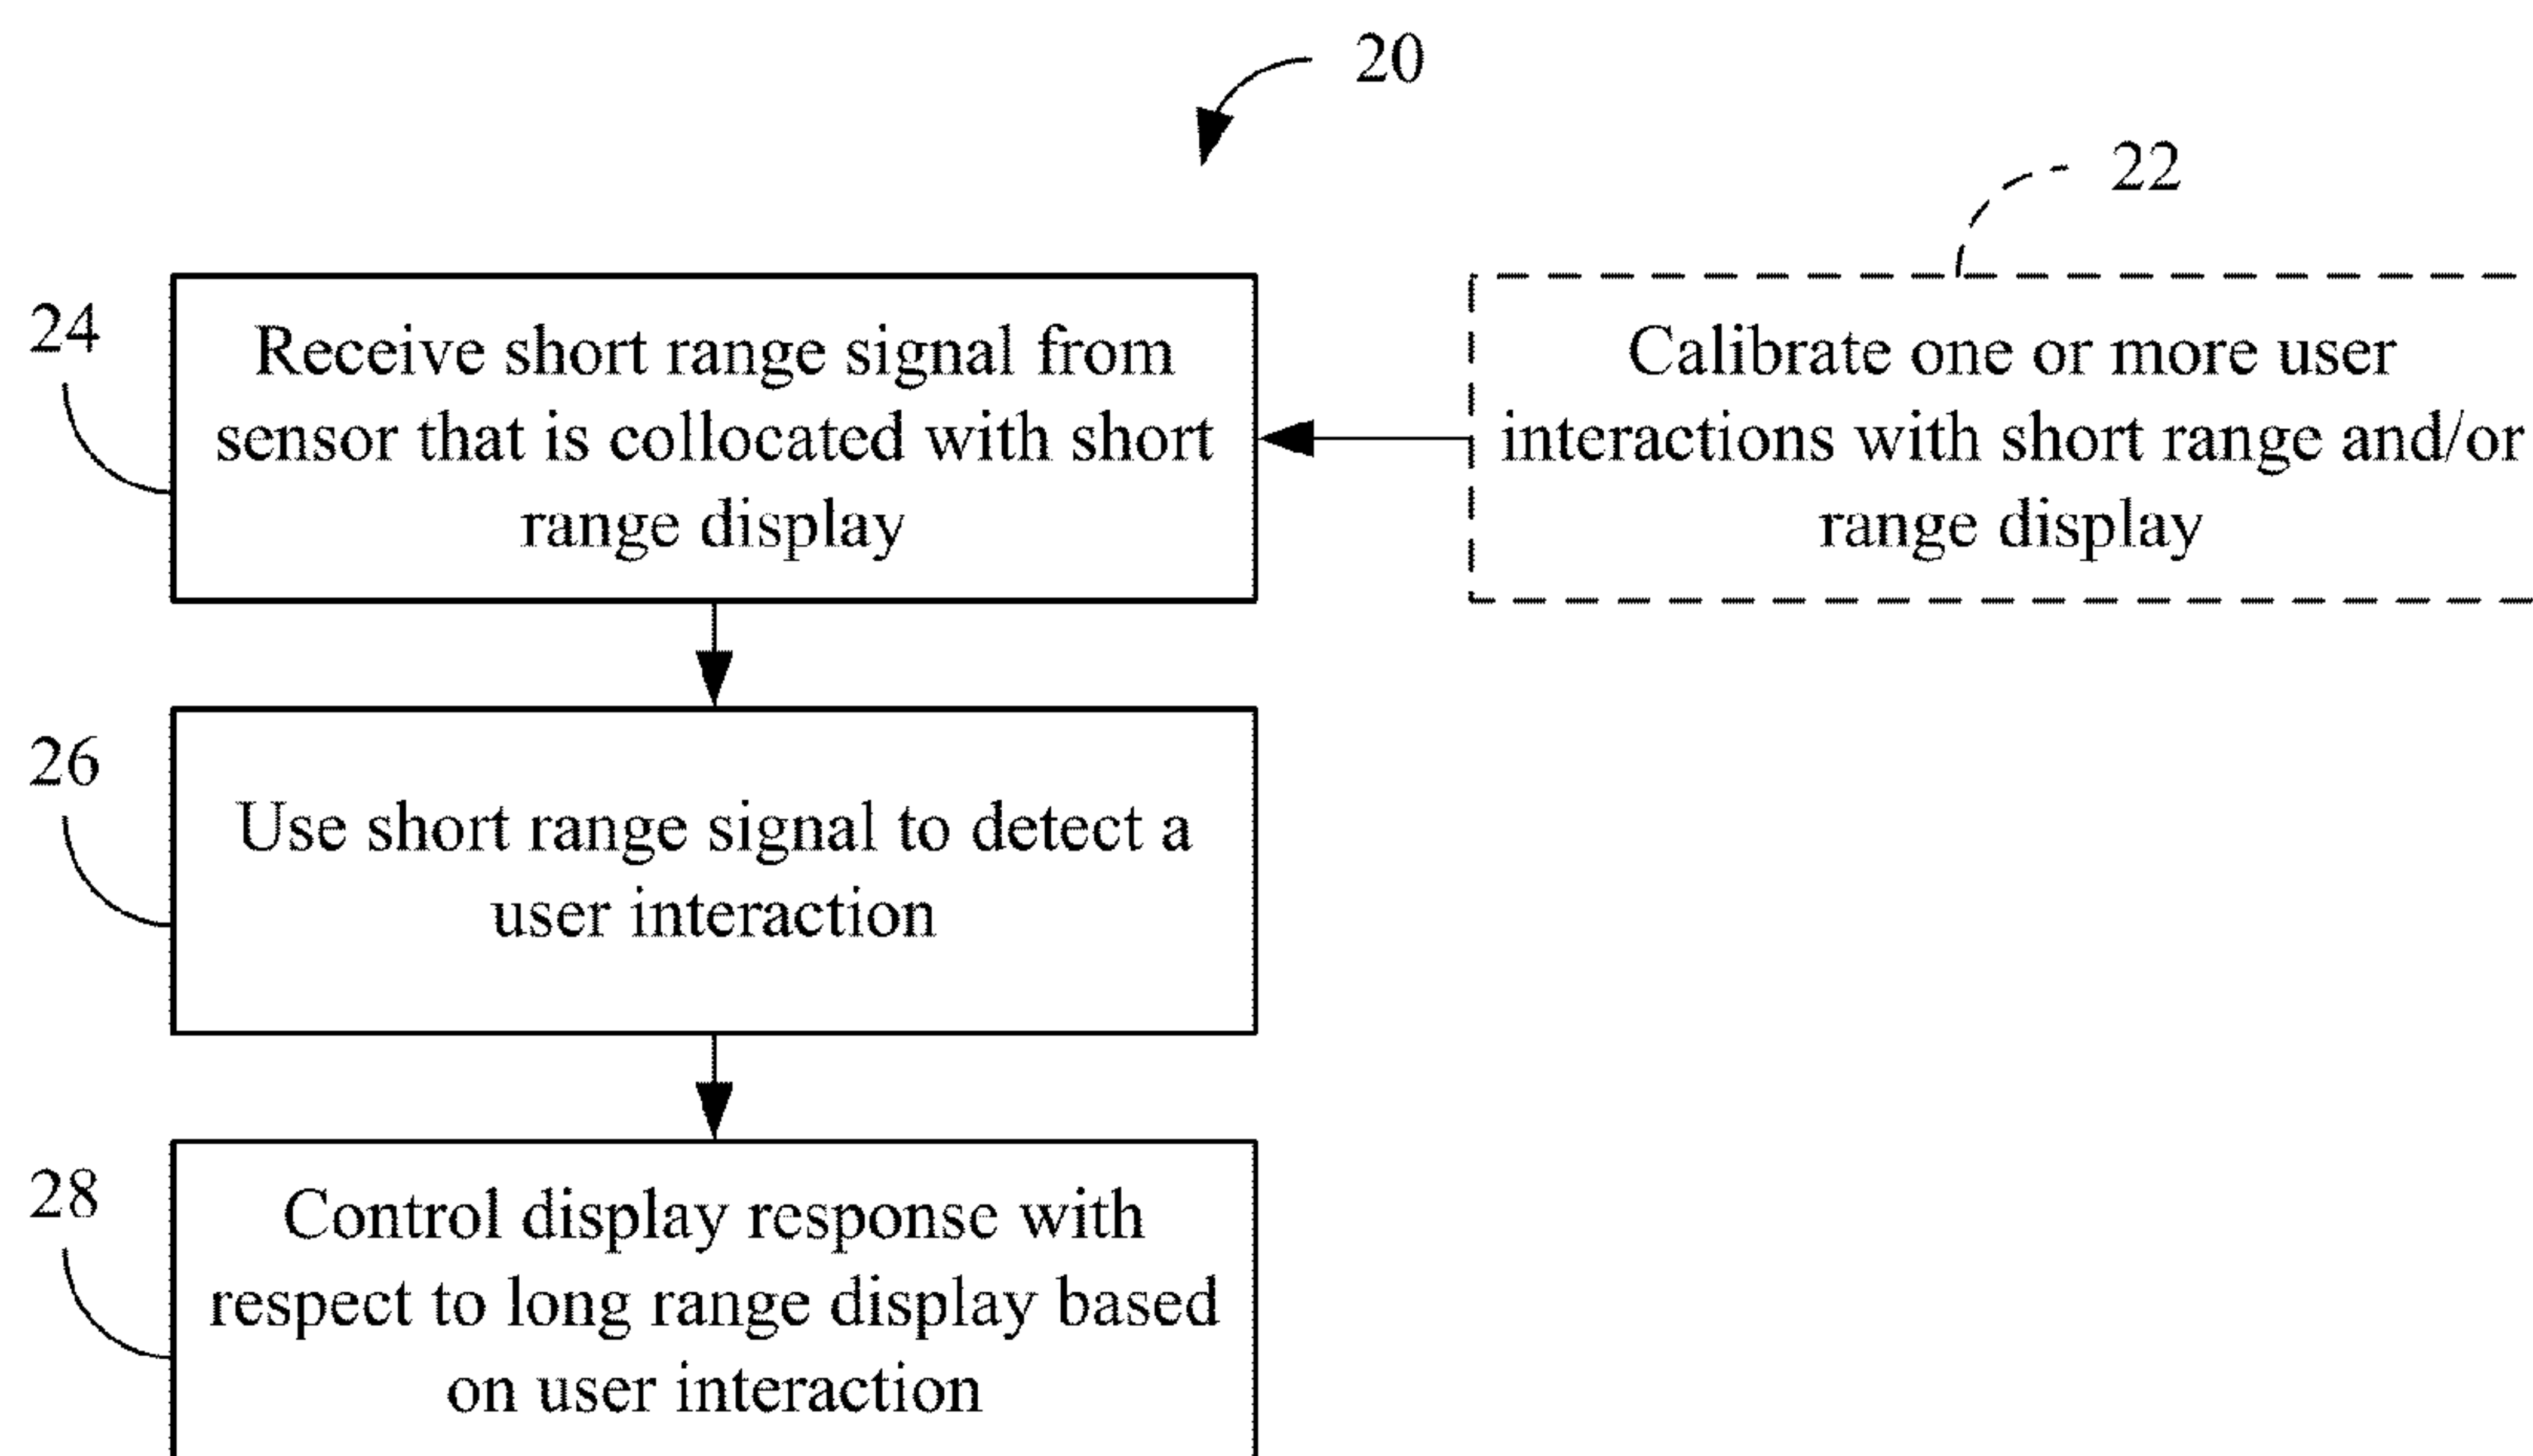 20
22
24
Receive short range signal from
sensor that is collocated with short
range display
Calibrate one or more user
interactions with short range and/or
range display
26
Use short range signal to detect a
user interaction
28
Control display response with
respect to long range display based
on user interaction